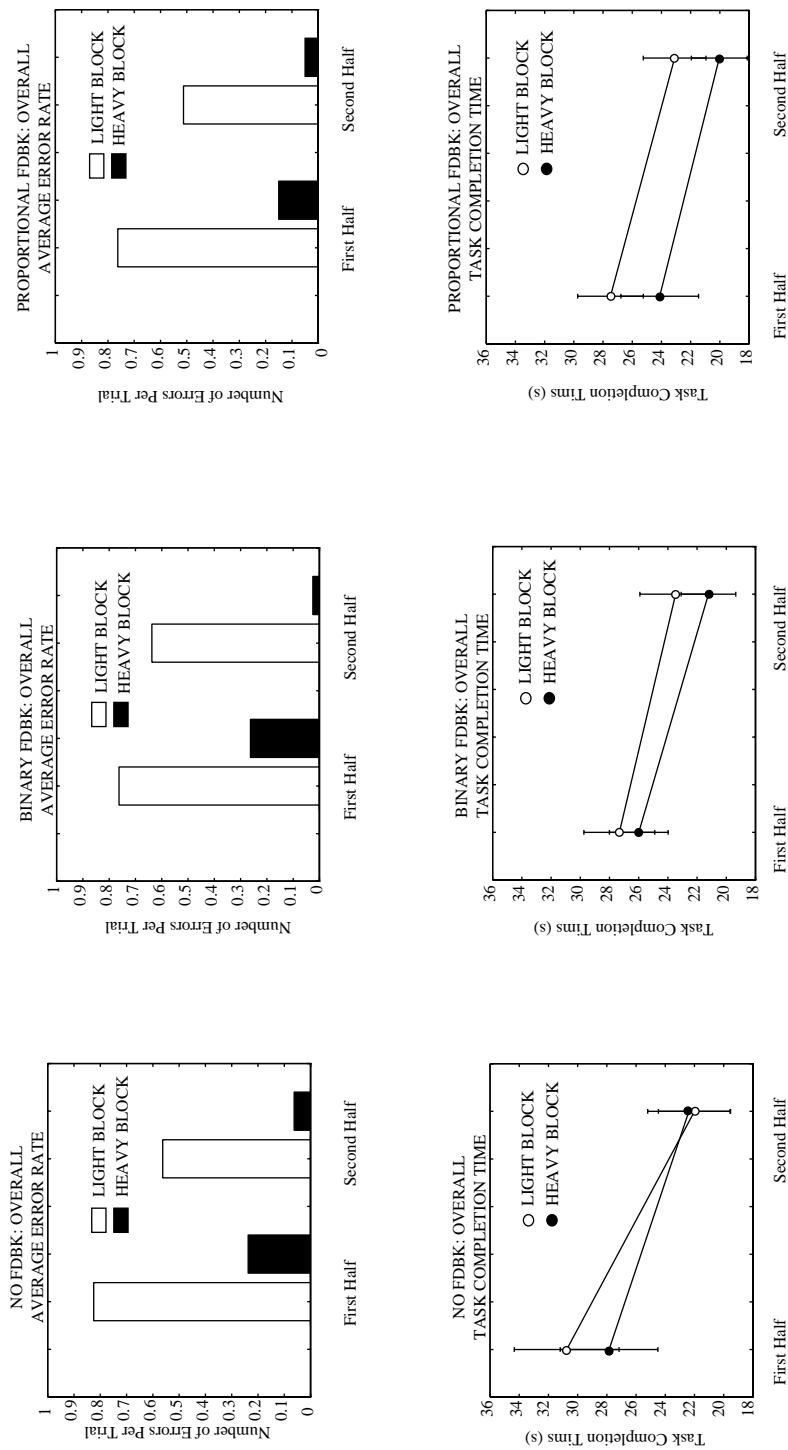 NO FDBK: OVERALL
AVERAGE ERROR RATE
Number of Errors Per Trial
1
0.9
0.8
0.7
0.6
0.5
0.4
0.3
0.2
0.1
0
LIGHT BLOCK
HEAVY BLOCK
First Half
Second Half
BINARY FDBK: OVERALL
AVERAGE ERROR RATE
Number of Errors Per Trial
1
0.9
0.8
0.7
0.6
0.5
0.4
0.3
0.2
0.1
0
LIGHT BLOCK
HEAVY BLOCK
First Half
Second Half
PROPORTIONAL FDBK: OVERALL
AVERAGE ERROR RATE
Number of Errors Per Trial
1
0.9
0.8
0.7
0.6
0.5
0.4
0.3
0.2
0.1
0
LIGHT BLOCK
HEAVY BLOCK
First Half
Second Half
NO FDBK: OVERALL
TASK COMPLETION TIME
Task Completion Tims (s)
36
34
32
30
28
26
24
22
20
18
LIGHT BLOCK
HEAVY BLOCK
First Half
Second Half
BINARY FDBK: OVERALL
TASK COMPLETION TIME
Task Completion Tims (s)
36
34
32
30
28
26
24
22
20
18
LIGHT BLOCK
HEAVY BLOCK
First Half
Second Half
PROPORTIONAL FDBK: OVERALL
TASK COMPLETION TIME
Task Completion Tims (s)
36
34
32
30
28
26
24
22
20
18
LIGHT BLOCK
HEAVY BLOCK
First Half
Second Half